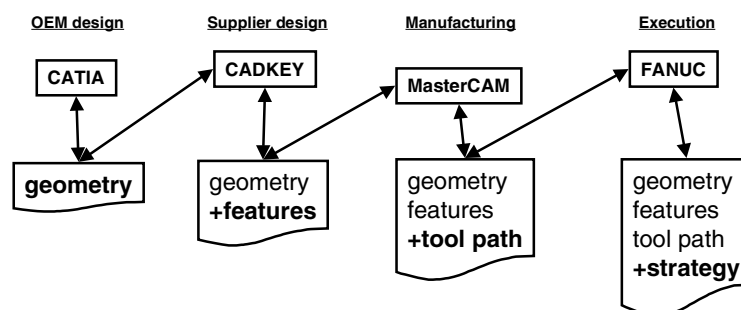 OEM design
Supplier design
Manufacturing
Execution
CATIA
CADKEY
MasterCAM
FANUC
geometry
geometry
+features
geometry
features
+tool path
geometry
features
tool path
+strategy